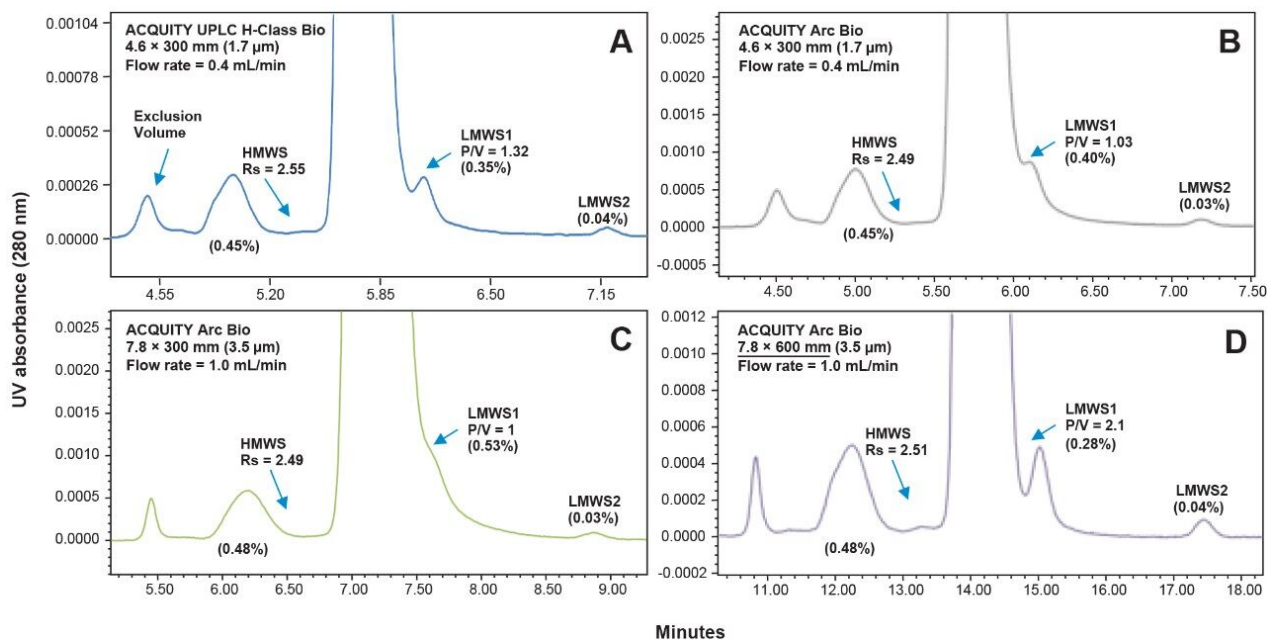 UV absorbance (280 nm)
0.00104
0.00078
0.00052
0.00026
0.00000
ACQUITY UPLC H-Class Bio
4.6 × 300 mm (1.7 µm)
Flow rate = 0.4 mL/min
A
Exclusion
Volume
HMWS
Rs = 2.55
(0.45%)
LMWS1
P/V = 1.32
(0.35%)
LMWS2
(0.04%)
4.55 5.20 5.85 6.50 7.15
0.0025
0.0020
0.0015
0.0010
0.0005
0.0000
-0.0005
ACQUITY Arc Bio
4.6 × 300 mm (1.7 µm)
Flow rate = 0.4 mL/min
B
HMWS
Rs = 2.49
(0.45%)
LMWS1
P/V = 1.03
(0.40%)
LMWS2
(0.03%)
4.50 5.00 5.50 6.00 6.50 7.00 7.50
0.0025
0.0020
0.0015
0.0010
0.0005
0.0000
ACQUITY Arc Bio
7.8 × 300 mm (3.5 µm)
Flow rate = 1.0 mL/min
C
HMWS
Rs = 2.49
(0.48%)
LMWS1
P/V = 1
(0.53%)
LMWS2
(0.03%)
5.50 6.00 6.50 7.00 7.50 8.00 8.50 9.00
0.0012
0.0010
0.0008
0.0006
0.0004
0.0002
0.0000
-0.0002
ACQUITY Arc Bio
7.8 × 600 mm (3.5 µm)
Flow rate = 1.0 mL/min
D
HMWS
Rs = 2.51
(0.48%)
LMWS1
P/V = 2.1
(0.28%)
LMWS2
(0.04%)
11.00 12.00 13.00 14.00 15.00 16.00 17.00 18.00
Minutes